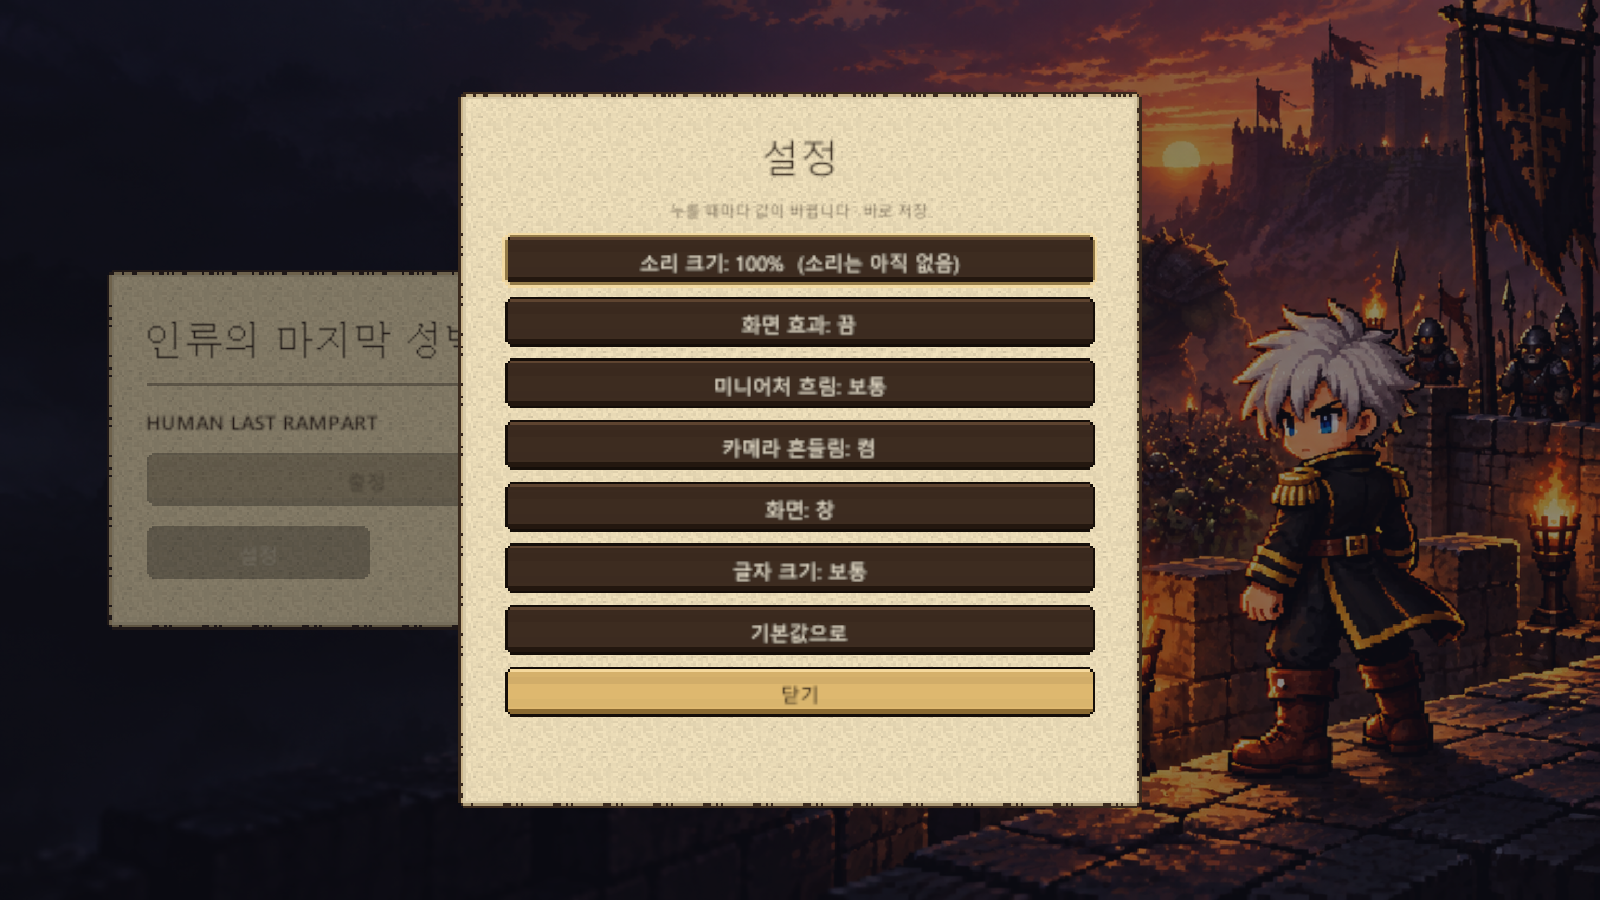 설정
누를 때마다 값이 바뀝니다 · 바로 저장
소리 크기: 100% (소리는 아직 없음)
화면 효과: 끔
미니어처 흐림: 보통
카메라 흔들림: 켬
화면: 창
글자 크기: 보통
기본값으로
닫기
인류의 마지막
HUMAN LAST RAMPART
설정